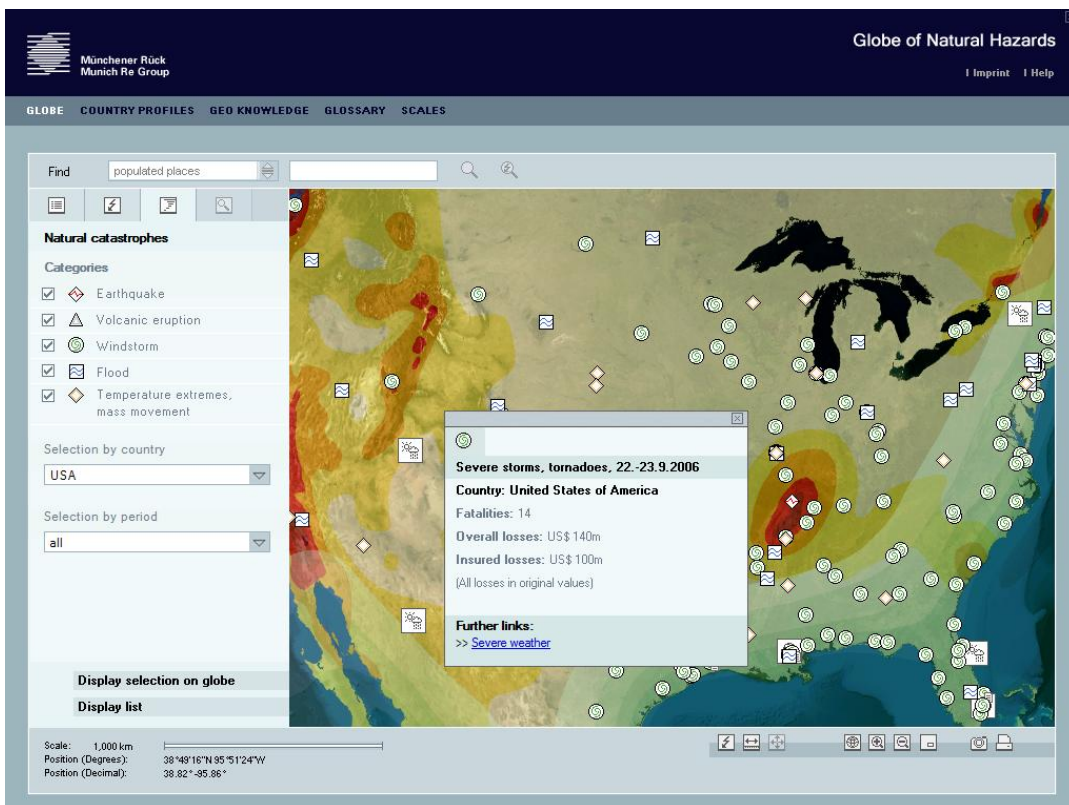 Münchener Rück
Munich Re Group
Globe of Natural Hazards
| Imprint | Help
GLOBE COUNTRY PROFILES GEO KNOWLEDGE GLOSSARY SCALES
Find populated places
Natural catastrophes
Categories
Earthquake
Volcanic eruption
Windstorm
Flood
Temperature extremes,
mass movement
Selection by country
USA
Selection by period
all
Display selection on globe
Display list
Severe storms, tornadoes, 22.-23.9.2006
Country: United States of America
Fatalities: 14
Overall losses: US$ 140m
Insured losses: US$ 100m
(All losses in original values)
Further links:
>> Severe weather
Scale: 1,000 km
Position (Degrees): 38°49'16"N 95°51'24"W
Position (Decimal): 38.82°-95.86°